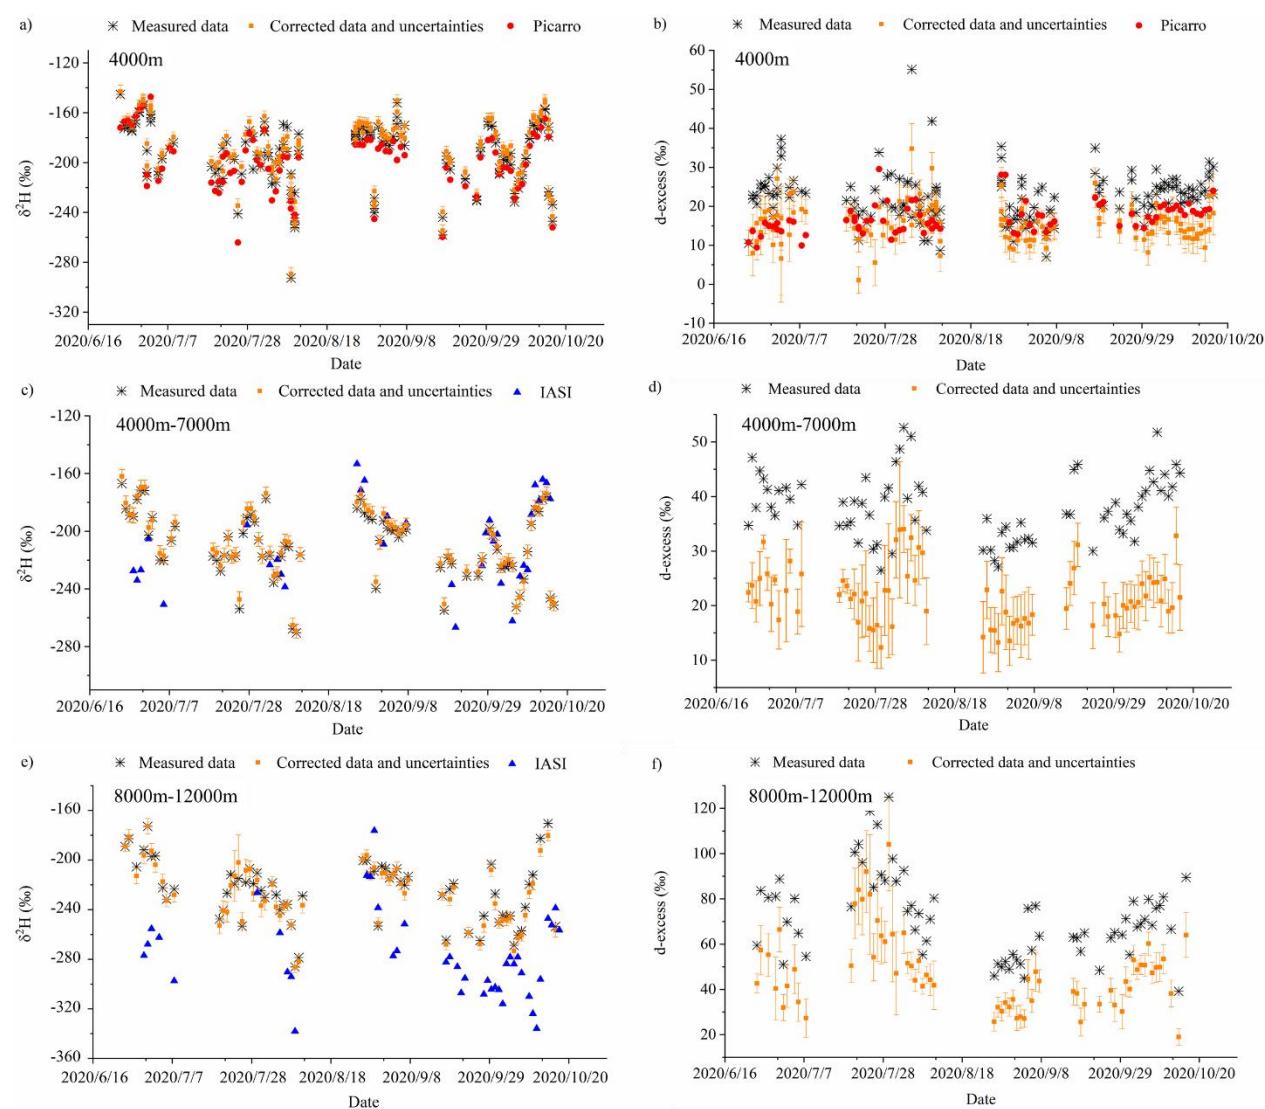 a) Measured data Corrected data and uncertainties Picarro
4000m
δ²H (‰)
-120
-160
-200
-240
-280
-320
2020/6/16 2020/7/7 2020/7/28 2020/8/18 2020/9/8 2020/9/29 2020/10/20
Date
b) Measured data Corrected data and uncertainties Picarro
4000m
d-excess (‰)
60
50
40
30
20
10
0
-10
2020/6/16 2020/7/7 2020/7/28 2020/8/18 2020/9/8 2020/9/29 2020/10/20
Date
c) Measured data Corrected data and uncertainties IASI
4000m-7000m
δ²H (‰)
-120
-160
-200
-240
-280
2020/6/16 2020/7/7 2020/7/28 2020/8/18 2020/9/8 2020/9/29 2020/10/20
Date
d) Measured data Corrected data and uncertainties
4000m-7000m
d-excess (‰)
50
40
30
20
10
2020/6/16 2020/7/7 2020/7/28 2020/8/18 2020/9/8 2020/9/29 2020/10/20
Date
e) Measured data Corrected data and uncertainties IASI
8000m-12000m
δ²H (‰)
-160
-200
-240
-280
-320
-360
2020/6/16 2020/7/7 2020/7/28 2020/8/18 2020/9/8 2020/9/29 2020/10/20
Date
f) Measured data Corrected data and uncertainties
8000m-12000m
d-excess (‰)
120
100
80
60
40
20
2020/6/16 2020/7/7 2020/7/28 2020/8/18 2020/9/8 2020/9/29 2020/10/20
Date